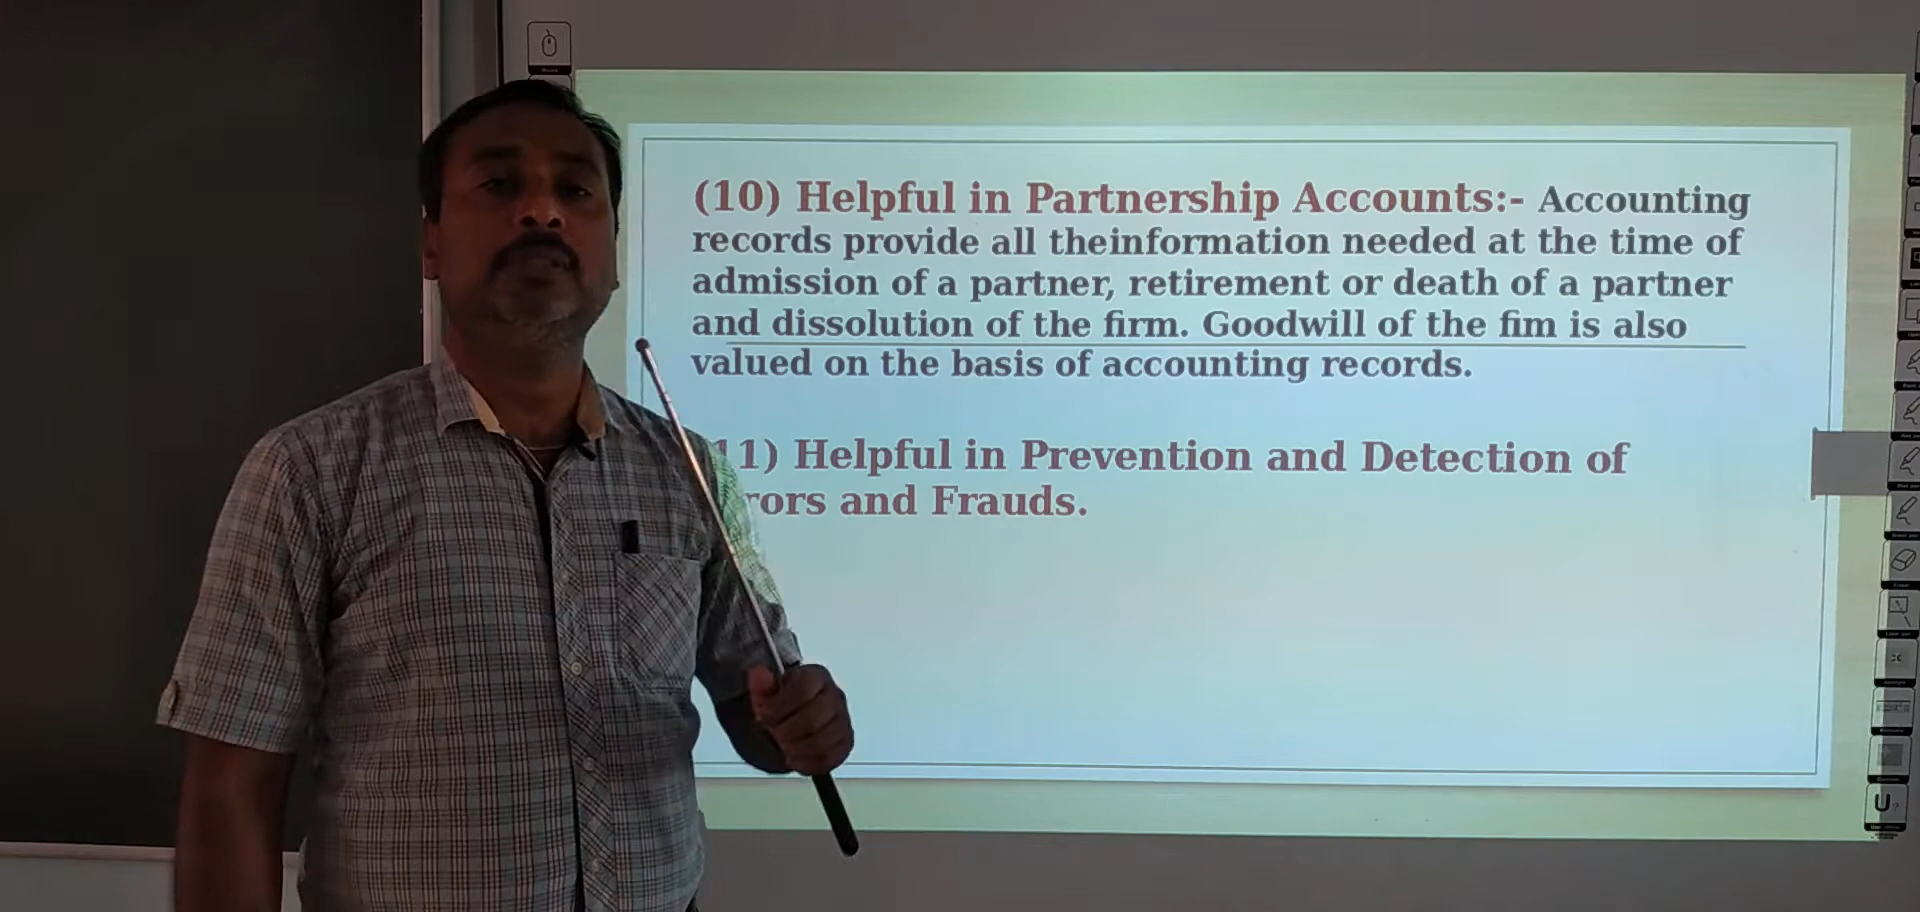 (10) Helpful in Partnership Accounts:- Accounting
records provide all theinformation needed at the time of
admission of a partner, retirement or death of a partner
and dissolution of the firm. Goodwill of the fim is also
valued on the basis of accounting records.
11) Helpful in Prevention and Detection of
rors and Frauds.